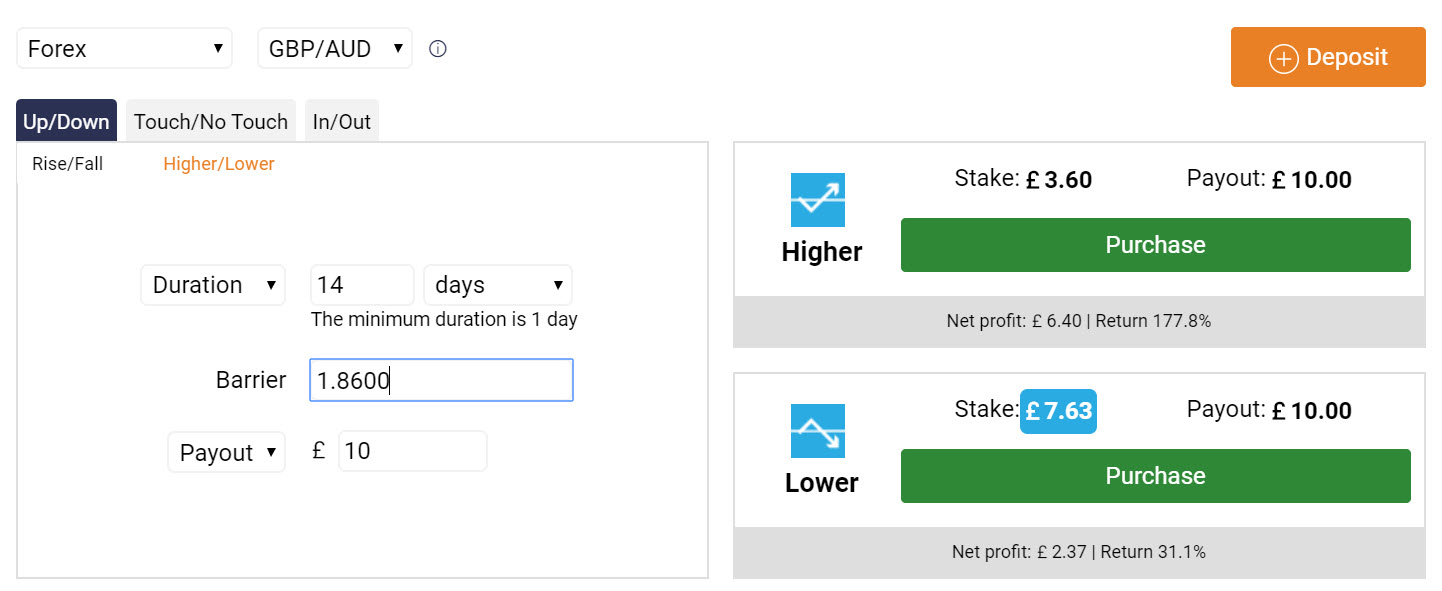 Forex
GBP/AUD
Deposit
Up/Down
Touch/No Touch
In/Out
Rise/Fall
Higher/Lower
Duration
14
days
The minimum duration is 1 day
Barrier
1.8600
Payout
£
10
Higher
Stake: £ 3.60
Payout: £ 10.00
Purchase
Net profit: £ 6.40 | Return 177.8%
Lower
Stake: £ 7.63
Payout: £ 10.00
Purchase
Net profit: £ 2.37 | Return 31.1%